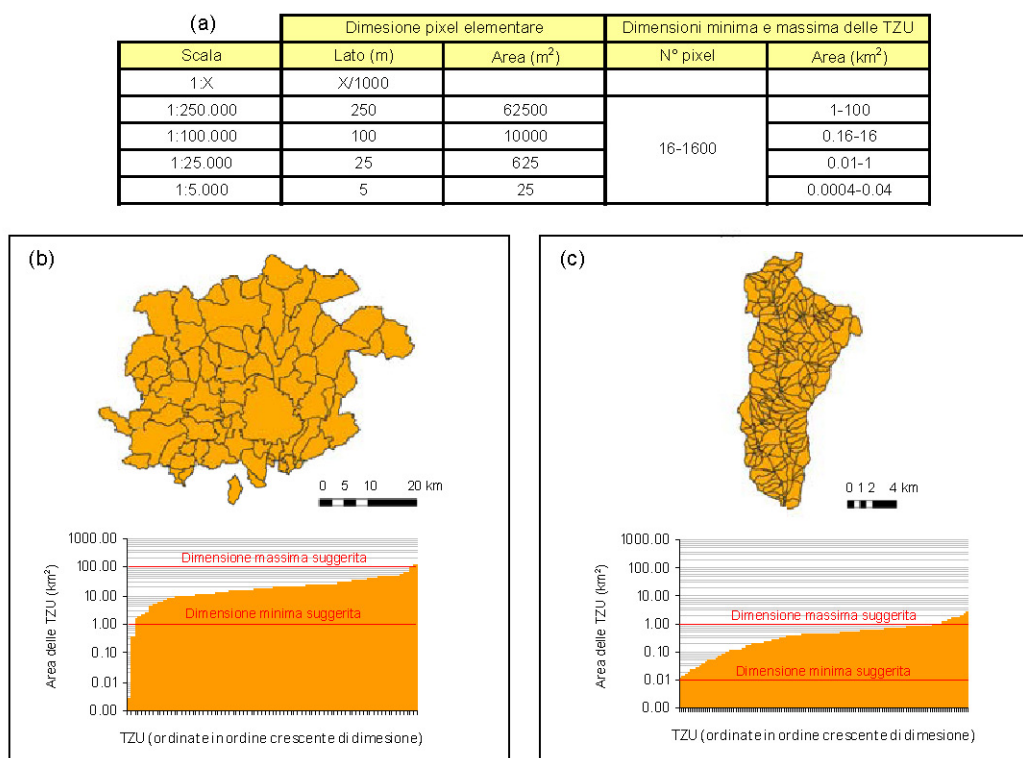 (a) Dimesione pixel elementare Dimensioni minima e massima delle TZU
Scala Lato (m) Area (m²) N° pixel Area (km²)
1:X X/1000
1:250.000 250 62500 1-100
1:100.000 100 10000 0.16-16
16-1600
1:25.000 25 625 0.01-1
1:5.000 5 25 0.0004-0.04
(b)
0 5 10 20 km
Area delle TZU (km²)
1000.00
100.00
10.00
1.00
0.10
0.01
0.00
Dimensione massima suggerita
Dimensione minima suggerita
TZU (ordinate in ordine crescente di dimesione)
(c)
0 1 2 4 km
Area delle TZU (km²)
1000.00
100.00
10.00
1.00
0.10
0.01
0.00
Dimensione massima suggerita
Dimensione minima suggerita
TZU (ordinate in ordine crescente di dimesione)